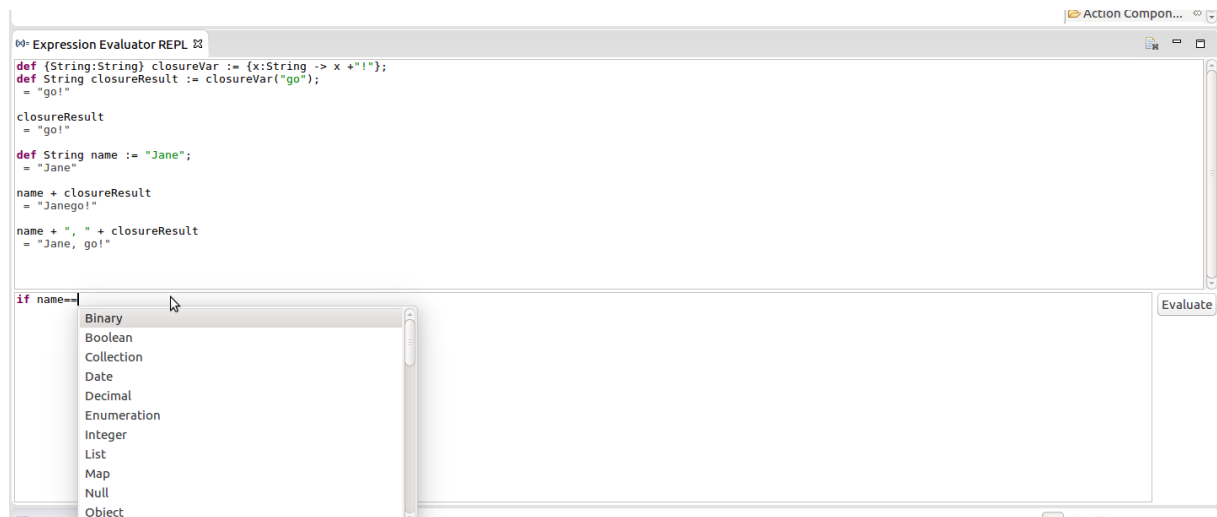 Action Compon...
(x)= Expression Evaluator REPL
def {String:String} closureVar := {x:String -> x +"!"};
def String closureResult := closureVar("go");
= "go!"
closureResult
= "go!"
def String name := "Jane";
= "Jane"
name + closureResult
= "Janego!"
name + ", " + closureResult
= "Jane, go!"
if name==
Evaluate
Binary
Boolean
Collection
Date
Decimal
Enumeration
Integer
List
Map
Null
Object